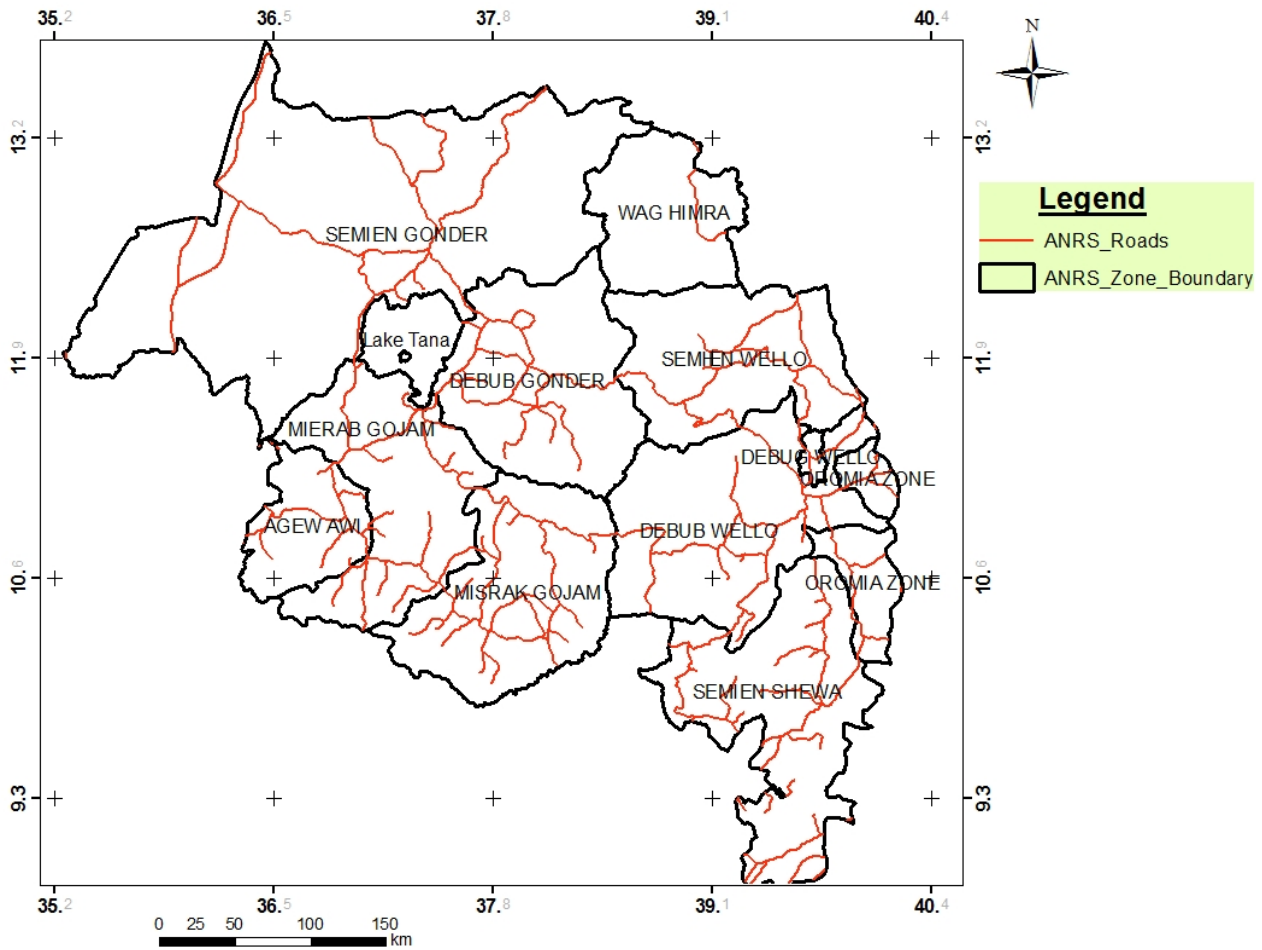 35.2 36.5 37.8 39.1 40.4
N
13.2 13.2
Legend
WAG HIMRA
SEMIEN GONDER
ANRS_Roads
ANRS_Zone_Boundary
Lake Tana
11.9 11.9
SEMIEN WELLO
DEBUB GONDER
MIERAB GOJAM
DEBUG WELLO
OROMIA ZONE
AGEW AWI
DEBUB WELLO
10.6 10.6
OROMIA ZONE
MISRAK GOJAM
SEMIEN SHEWA
9.3 9.3
35.2 36.5 37.8 39.1 40.4
0 25 50 100 150
km